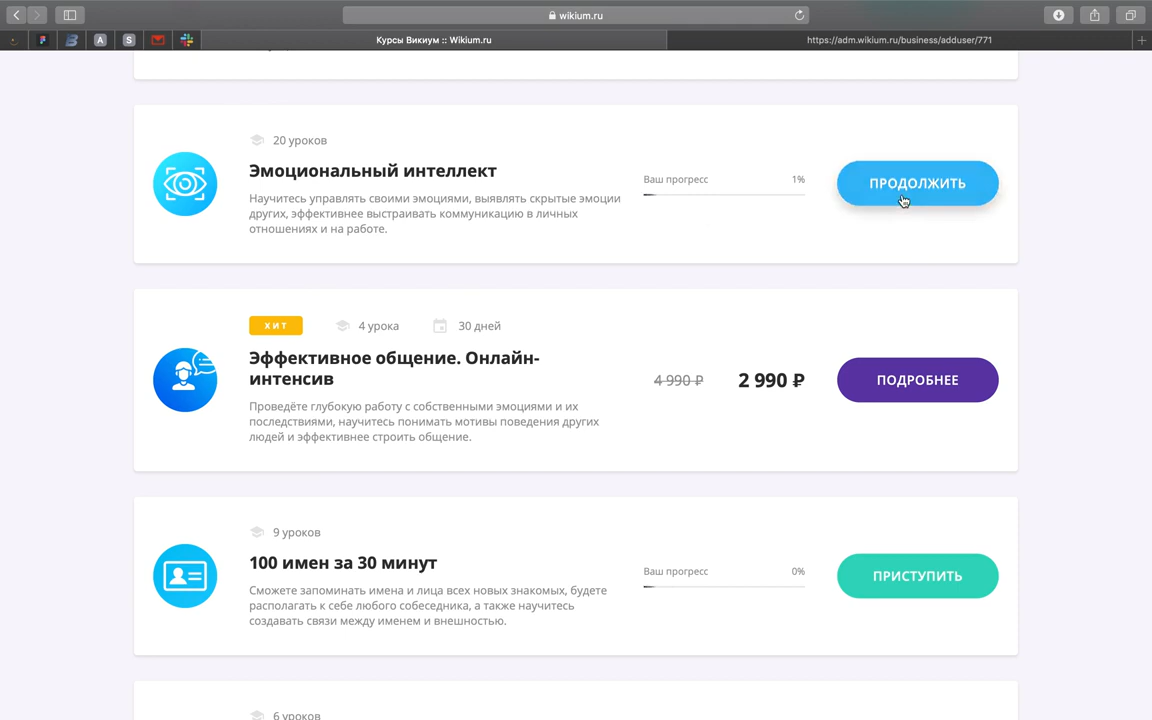 wikium.ru
A
S
Курсы Викиум :: Wikium.ru
https://adm.wikium.ru/business/adduser/771
20 уроков
Эмоциональный интеллект
Научитесь управлять своими эмоциями, выявлять скрытые эмоции
других, эффективнее выстраивать коммуникацию в личных
отношениях и на работе.
Ваш прогресс 1%
ПРОДОЛЖИТЬ
ХИТ 4 урока 30 дней
Эффективное общение. Онлайн-
интенсив
Проведёте глубокую работу с собственными эмоциями и их
последствиями, научитесь понимать мотивы поведения других
людей и эффективнее строить общение.
4 990 ₽ 2 990 ₽
ПОДРОБНЕЕ
9 уроков
100 имен за 30 минут
Сможете запоминать имена и лица всех новых знакомых, будете
располагать к себе любого собеседника, а также научитесь
создавать связи между именем и внешностью.
Ваш прогресс 0%
ПРИСТУПИТЬ
6 уроков